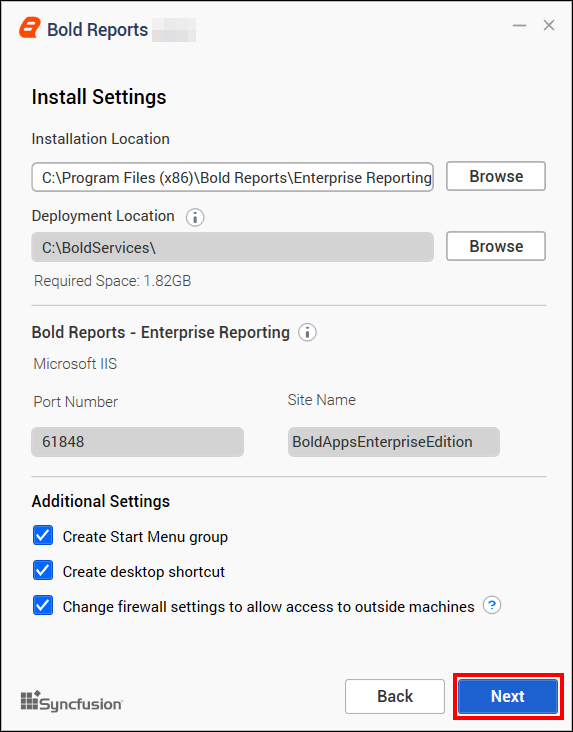 Bold Reports
Install Settings
Installation Location
C:\Program Files (x86)\Bold Reports\Enterprise Reporting
Browse
Deployment Location
C:\BoldServices\
Browse
Required Space: 1.82GB
Bold Reports - Enterprise Reporting
Microsoft IIS
Port Number
Site Name
61848
BoldAppsEnterpriseEdition
Additional Settings
Create Start Menu group
Create desktop shortcut
Change firewall settings to allow access to outside machines ?
Syncfusion
Back
Next